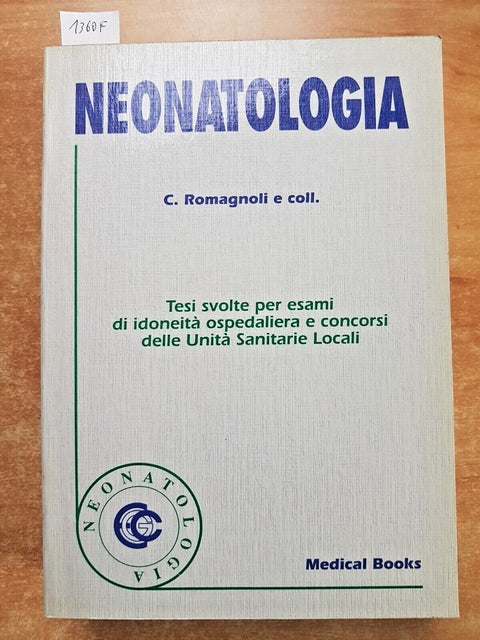 1360F
NEONATOLOGIA
C. Romagnoli e coll.
Tesi svolte per esami
di idoneità ospedaliera e concorsi
delle Unità Sanitarie Locali
NEONATOLOGIA
Medical Books